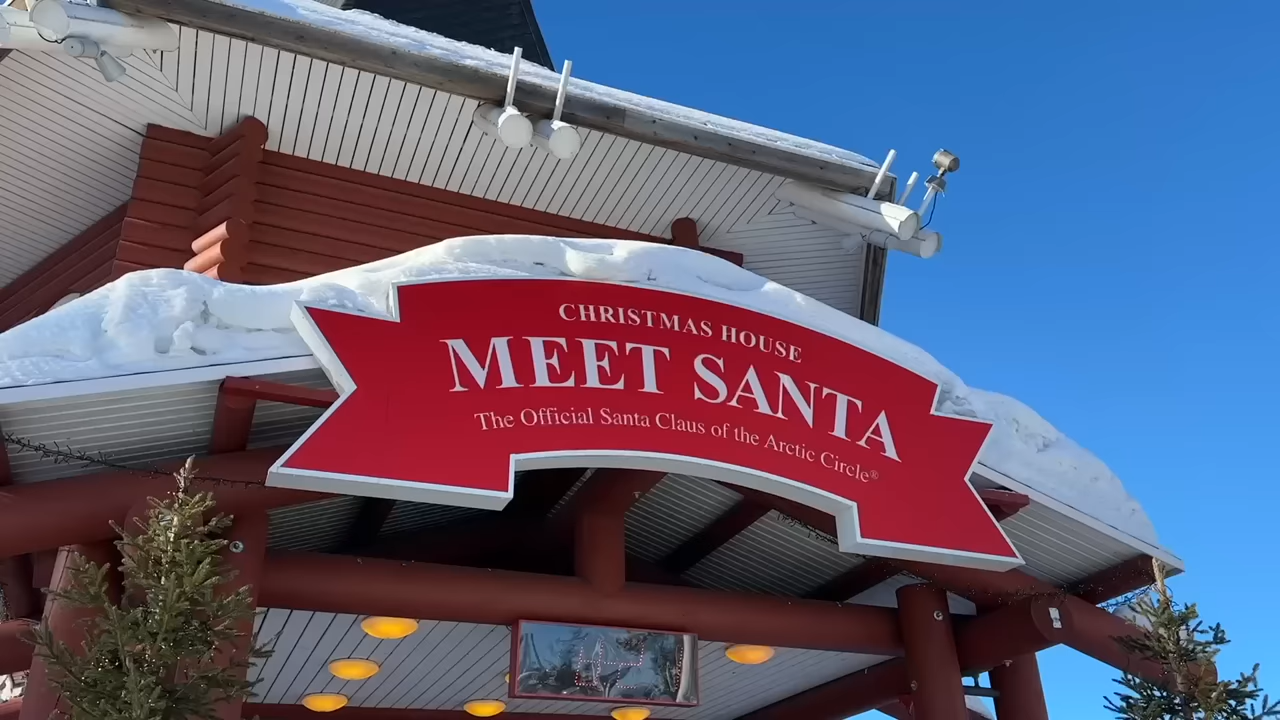 CHRISTMAS HOUSE
MEET SANTA
The Official Santa Claus of the Arctic Circle®